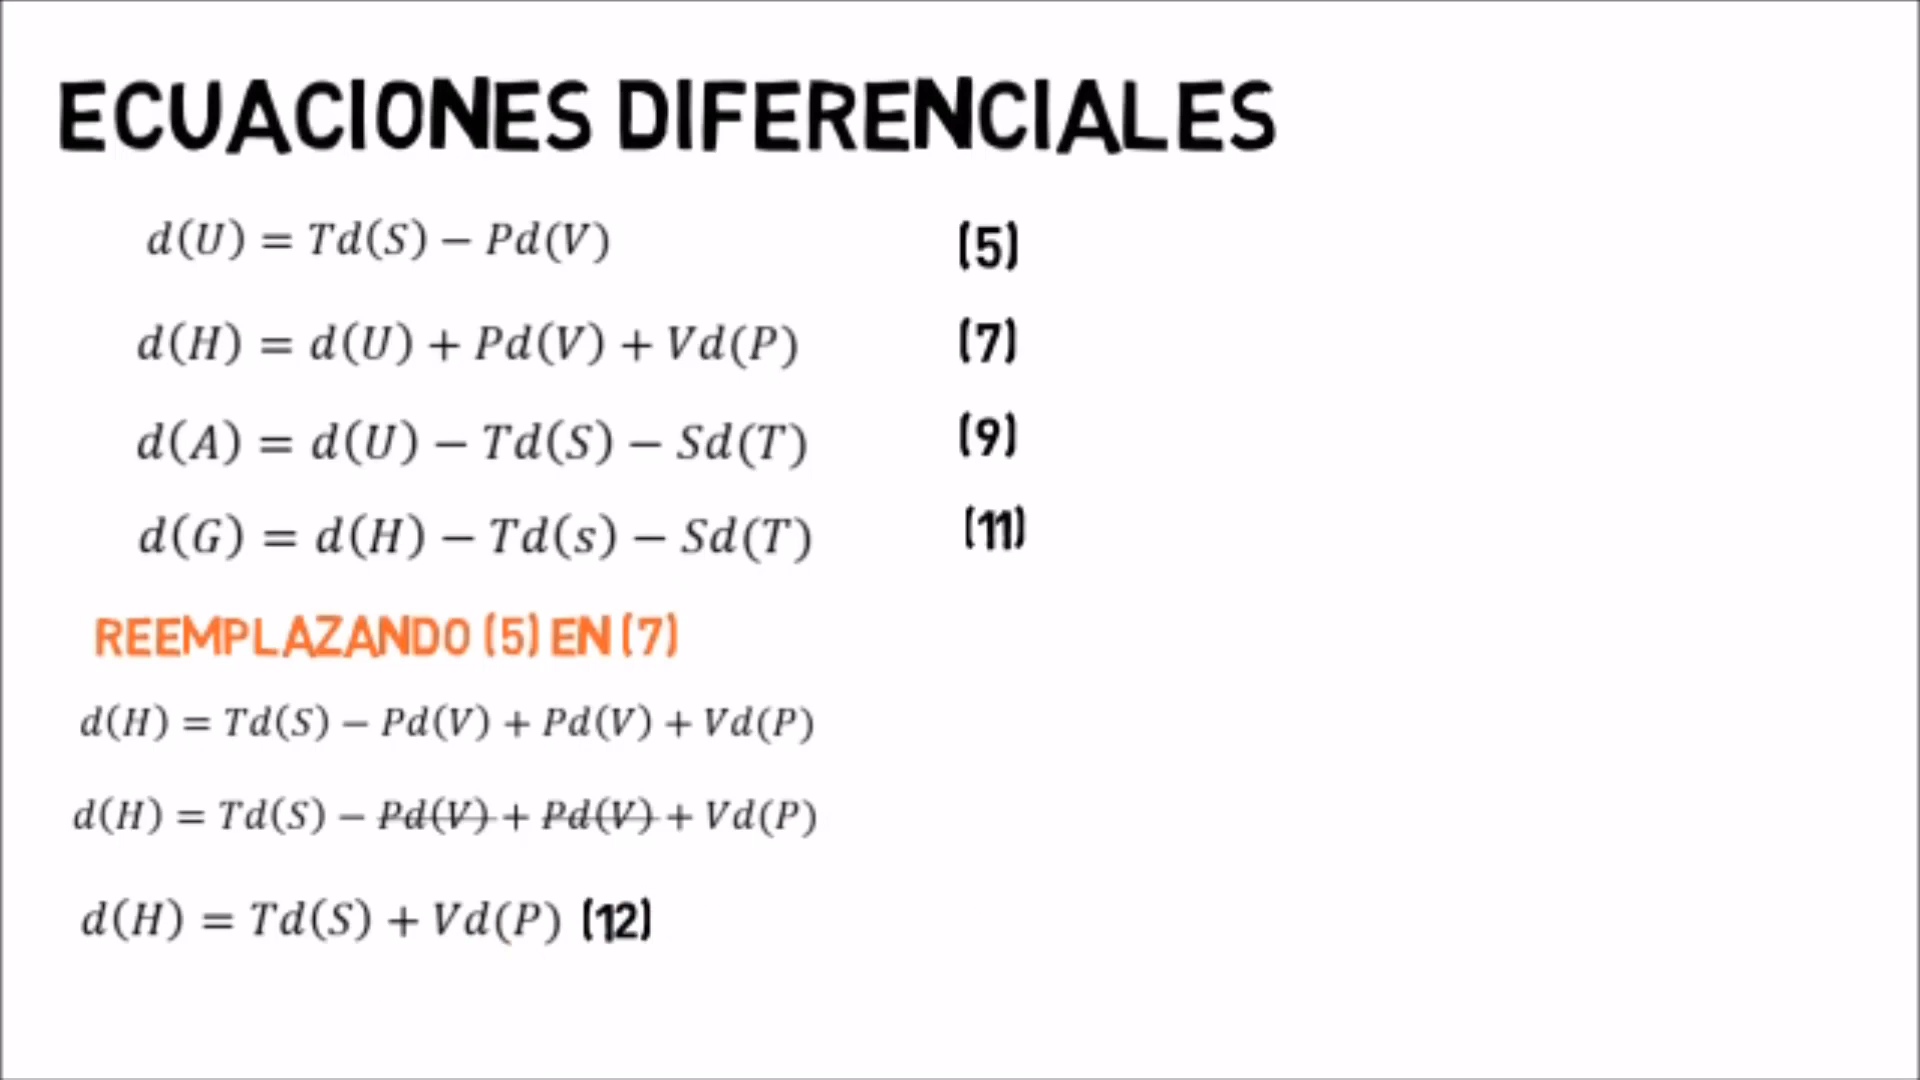 ECUACIONES DIFERENCIALES
d(U) = Td(S) − Pd(V) (5)
d(H) = d(U) + Pd(V) + Vd(P) (7)
d(A) = d(U) − Td(S) − Sd(T) (9)
d(G) = d(H) − Td(s) − Sd(T) (11)
REEMPLAZANDO (5) EN (7)
d(H) = Td(S) − Pd(V) + Pd(V) + Vd(P)
d(H) = Td(S) − Pd(V) + Pd(V) + Vd(P)
d(H) = Td(S) + Vd(P) (12)